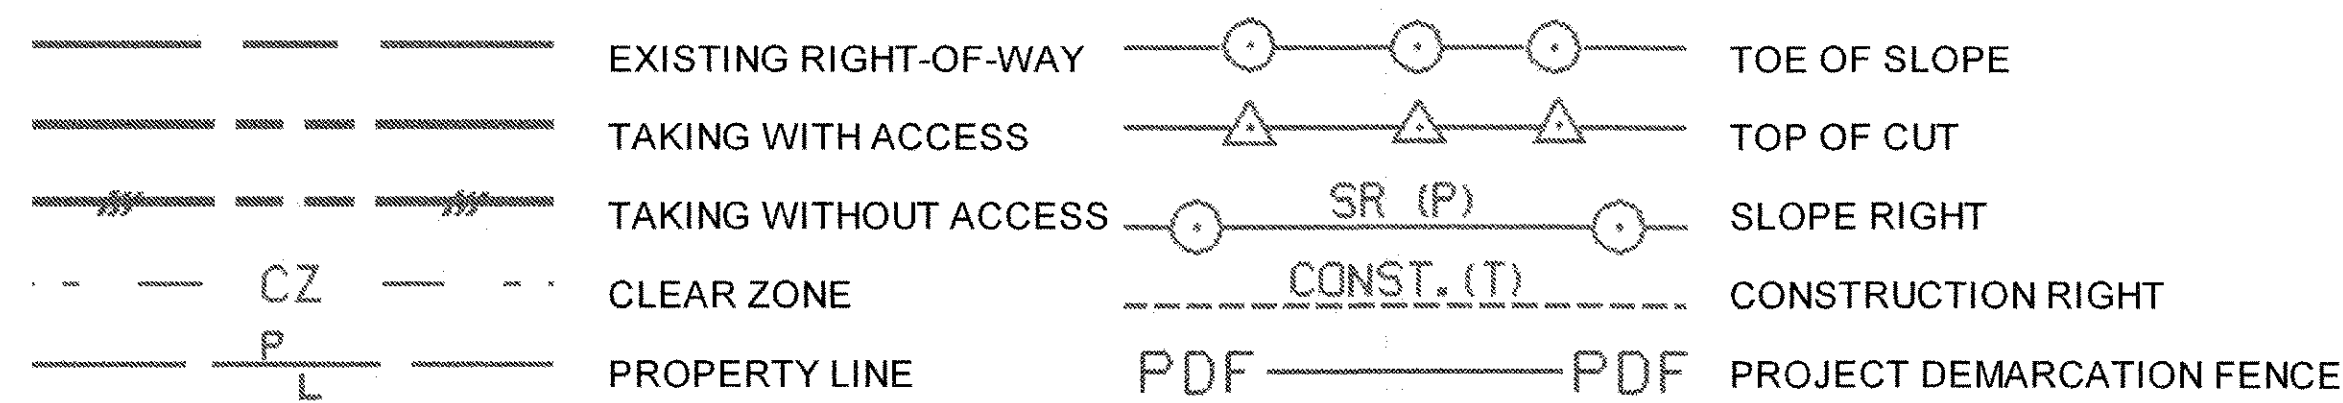 EXISTING RIGHT-OF-WAY
TAKING WITH ACCESS
TAKING WITHOUT ACCESS
CZ CLEAR ZONE
P
L PROPERTY LINE
TOE OF SLOPE
TOP OF CUT
SR (P) SLOPE RIGHT
CONST. (T) CONSTRUCTION RIGHT
PDF PDF PROJECT DEMARCATION FENCE